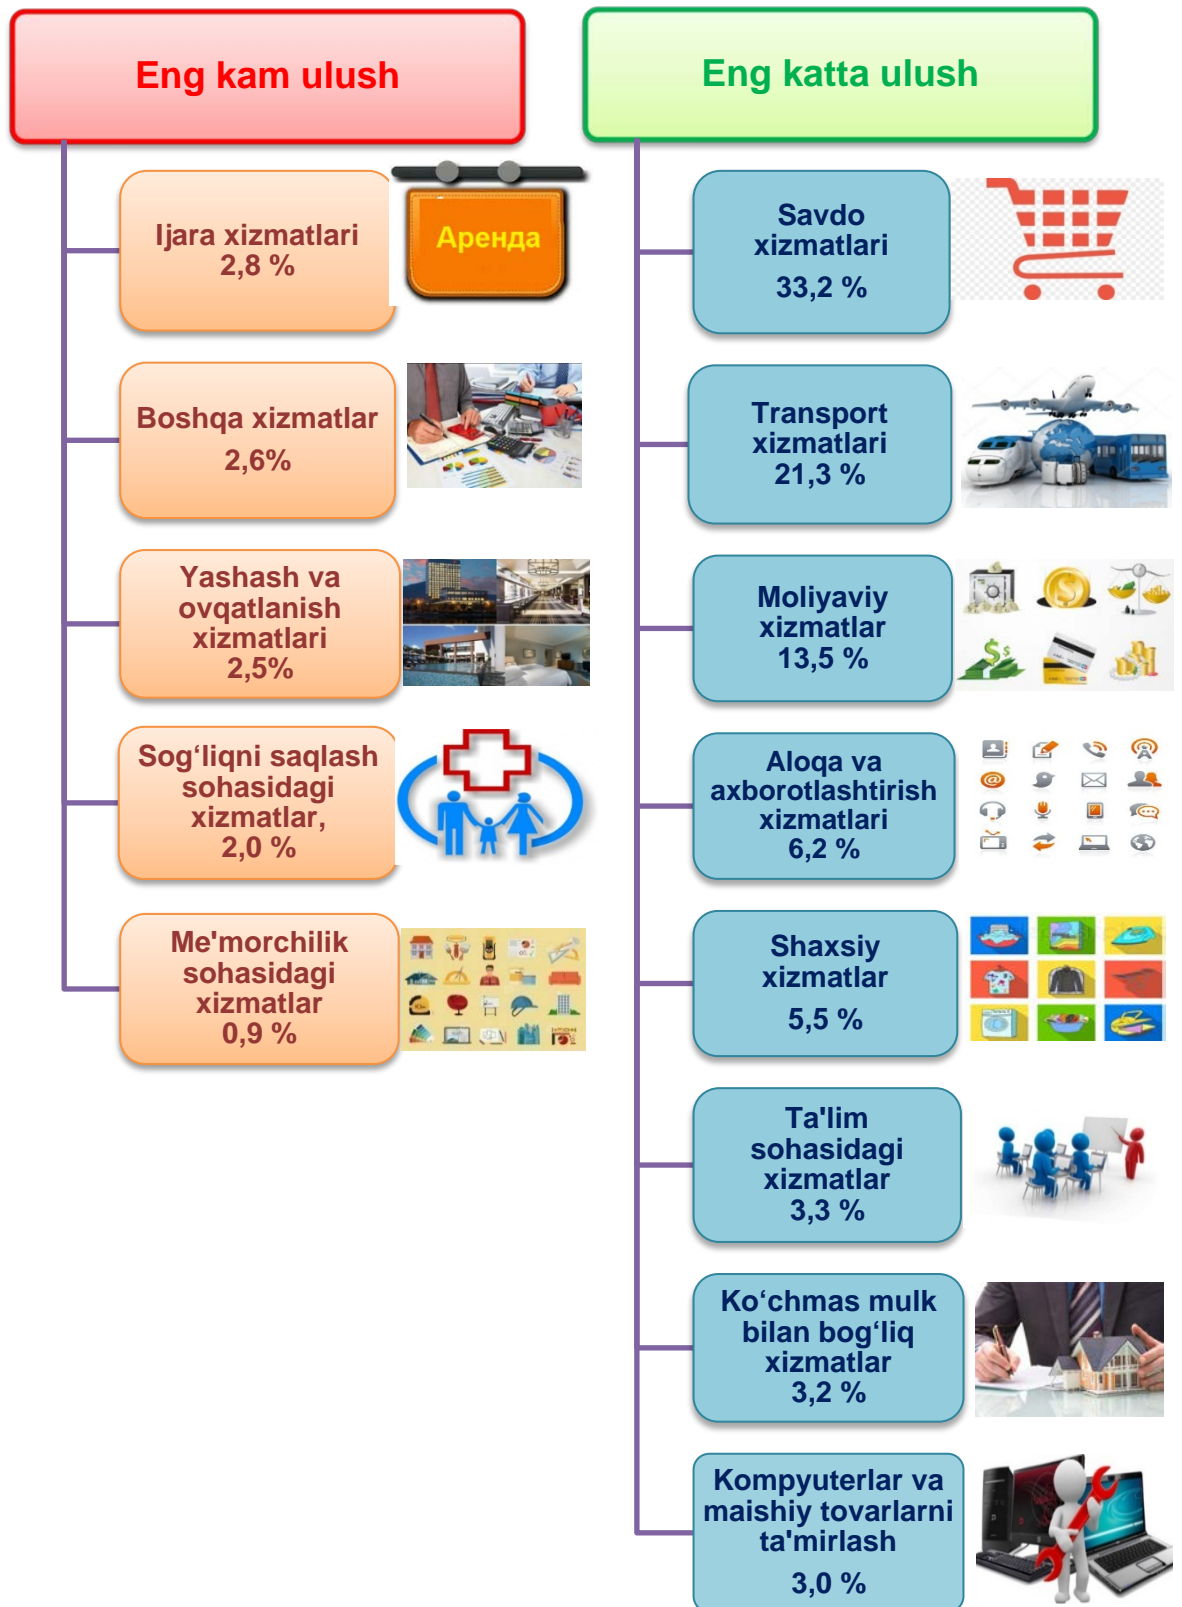 Eng kam ulush
Ijara xizmatlari
2,8 %
Аренда
Boshqa xizmatlar
2,6%
Yashash va
ovqatlanish
xizmatlari
2,5%
Sog‘liqni saqlash
sohasidagi
xizmatlar,
2,0 %
Me'morchilik
sohasidagi
xizmatlar
0,9 %
Eng katta ulush
Savdo
xizmatlari
33,2 %
Transport
xizmatlari
21,3 %
Moliyaviy
xizmatlar
13,5 %
Aloqa va
axborotlashtirish
xizmatlari
6,2 %
Shaxsiy
xizmatlar
5,5 %
Ta'lim
sohasidagi
xizmatlar
3,3 %
Ko‘chmas mulk
bilan bog‘liq
xizmatlar
3,2 %
Kompyuterlar va
maishiy tovarlarni
ta'mirlash
3,0 %